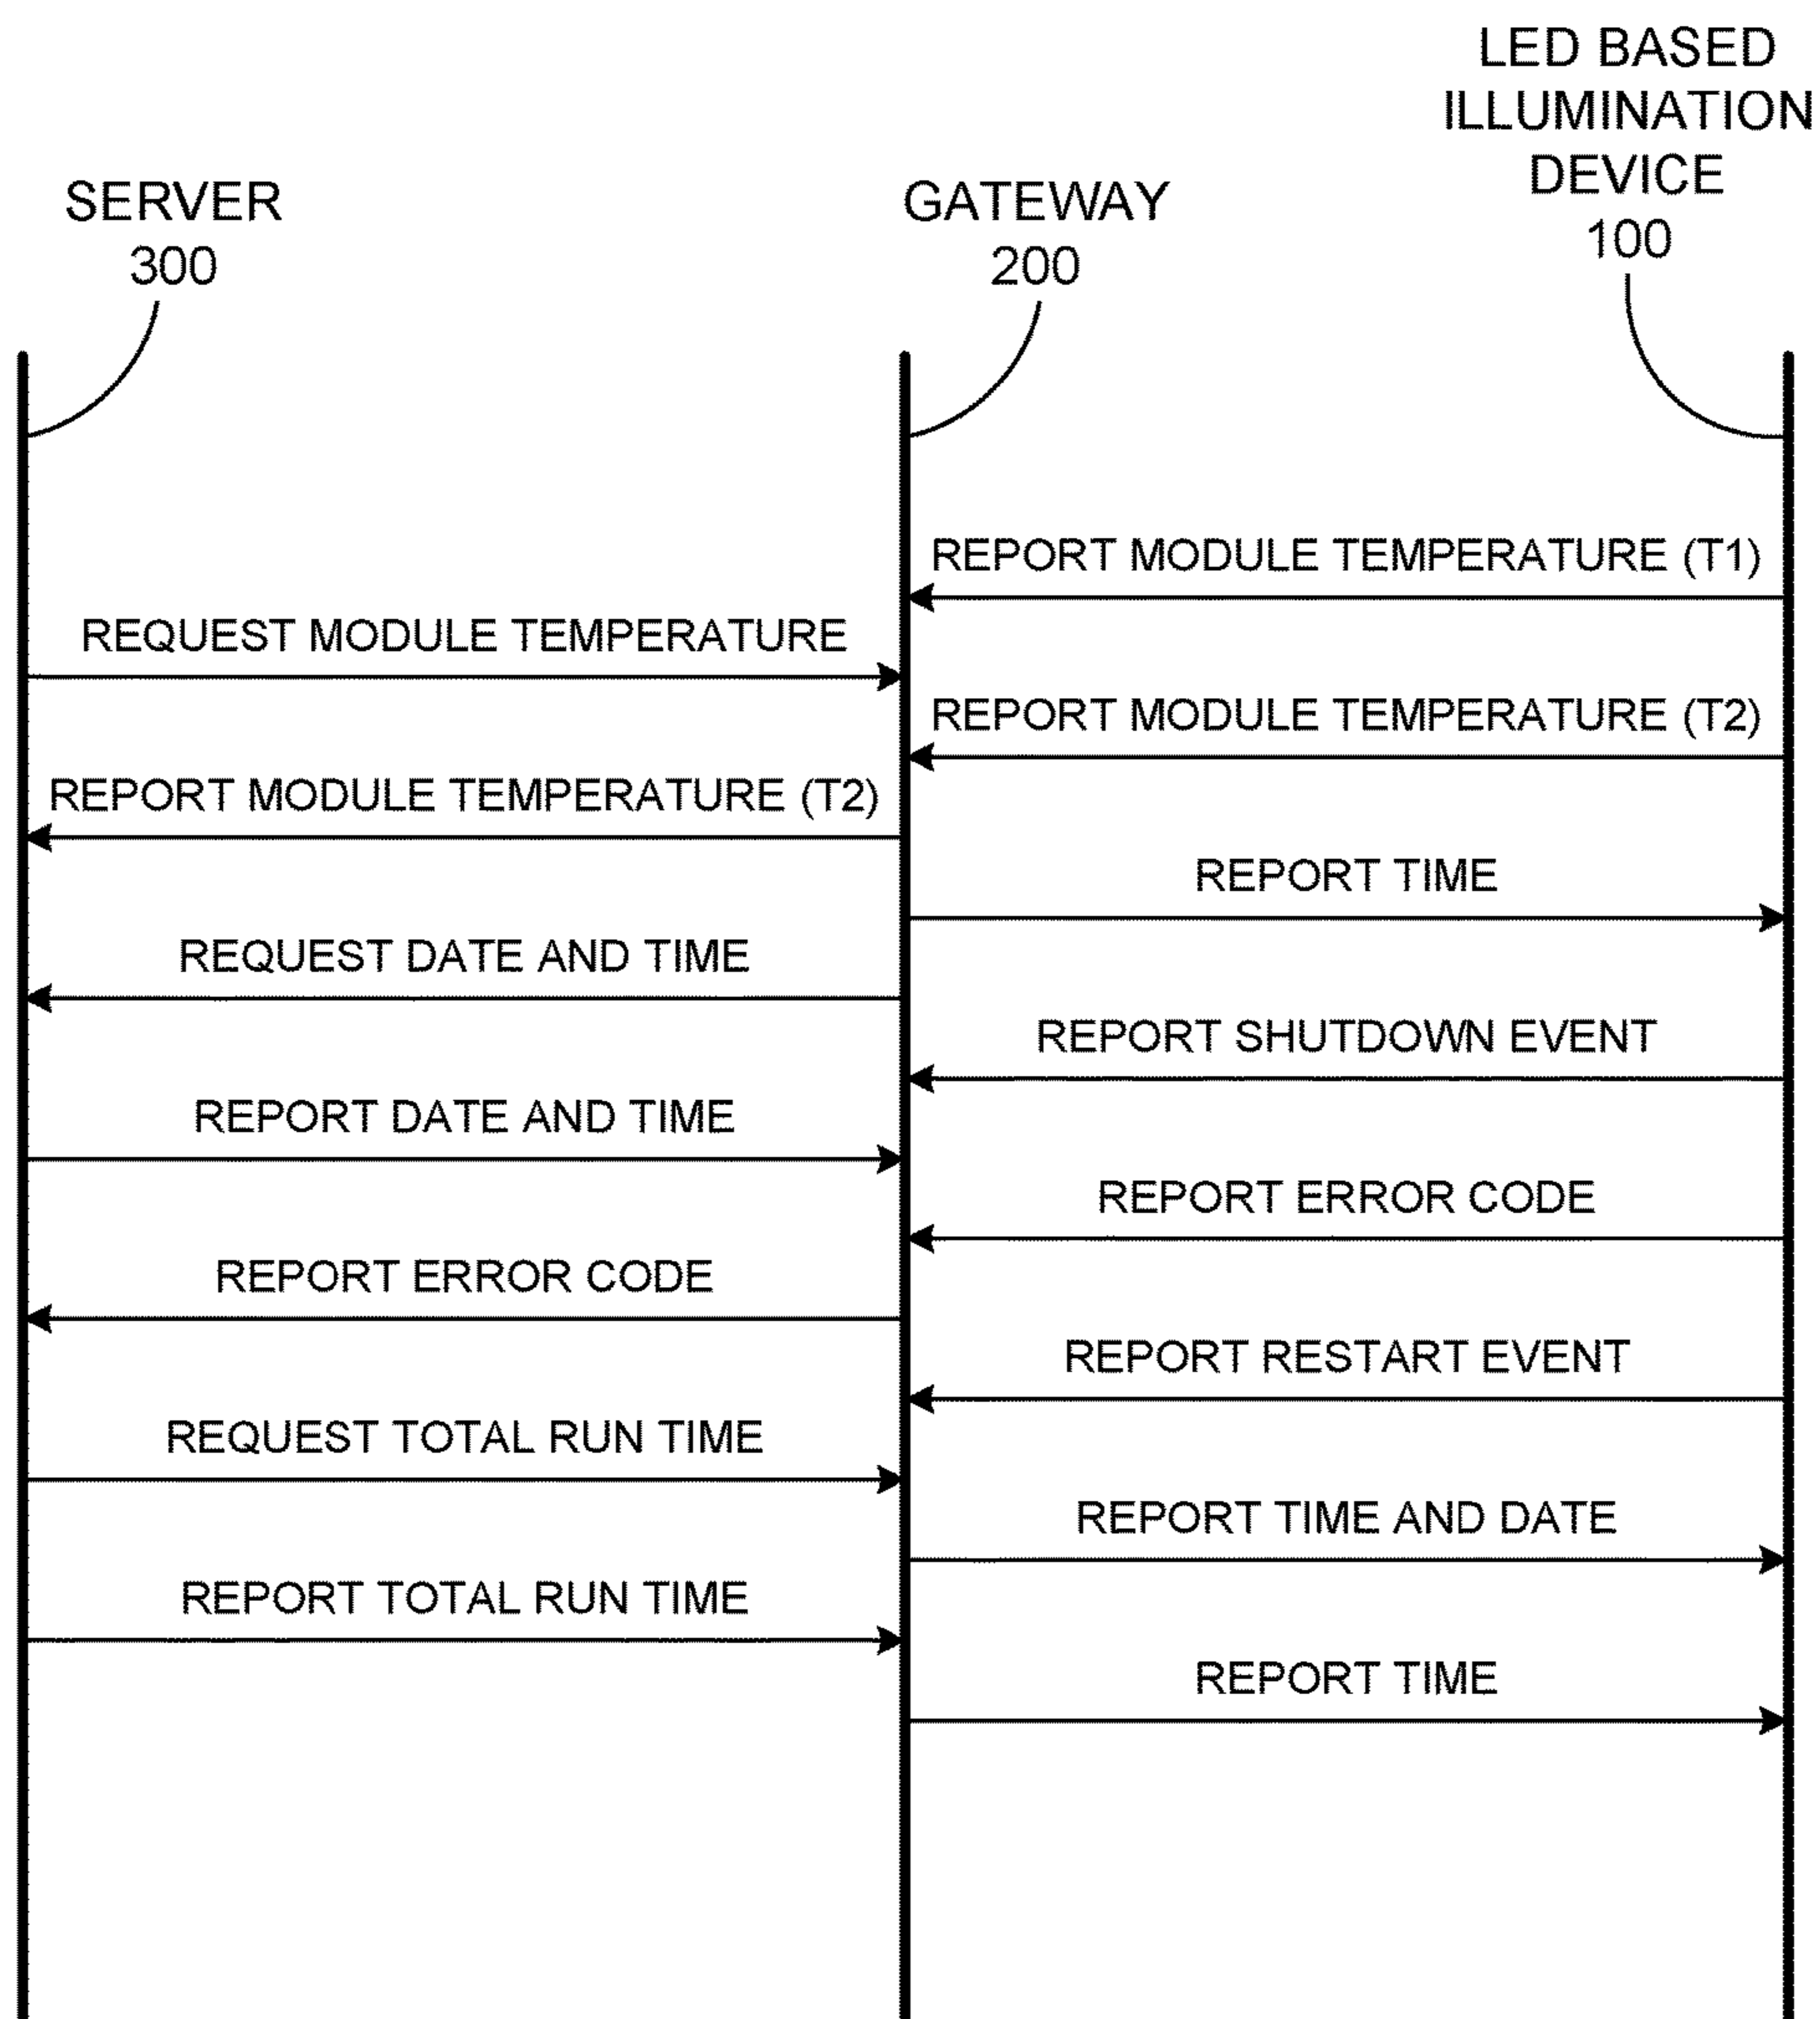 LED BASED
ILLUMINATION
DEVICE
100
SERVER
300
GATEWAY
200
REPORT MODULE TEMPERATURE (T1)
REQUEST MODULE TEMPERATURE
REPORT MODULE TEMPERATURE (T2)
REPORT MODULE TEMPERATURE (T2)
REPORT TIME
REQUEST DATE AND TIME
REPORT SHUTDOWN EVENT
REPORT DATE AND TIME
REPORT ERROR CODE
REPORT ERROR CODE
REPORT RESTART EVENT
REQUEST TOTAL RUN TIME
REPORT TIME AND DATE
REPORT TOTAL RUN TIME
REPORT TIME